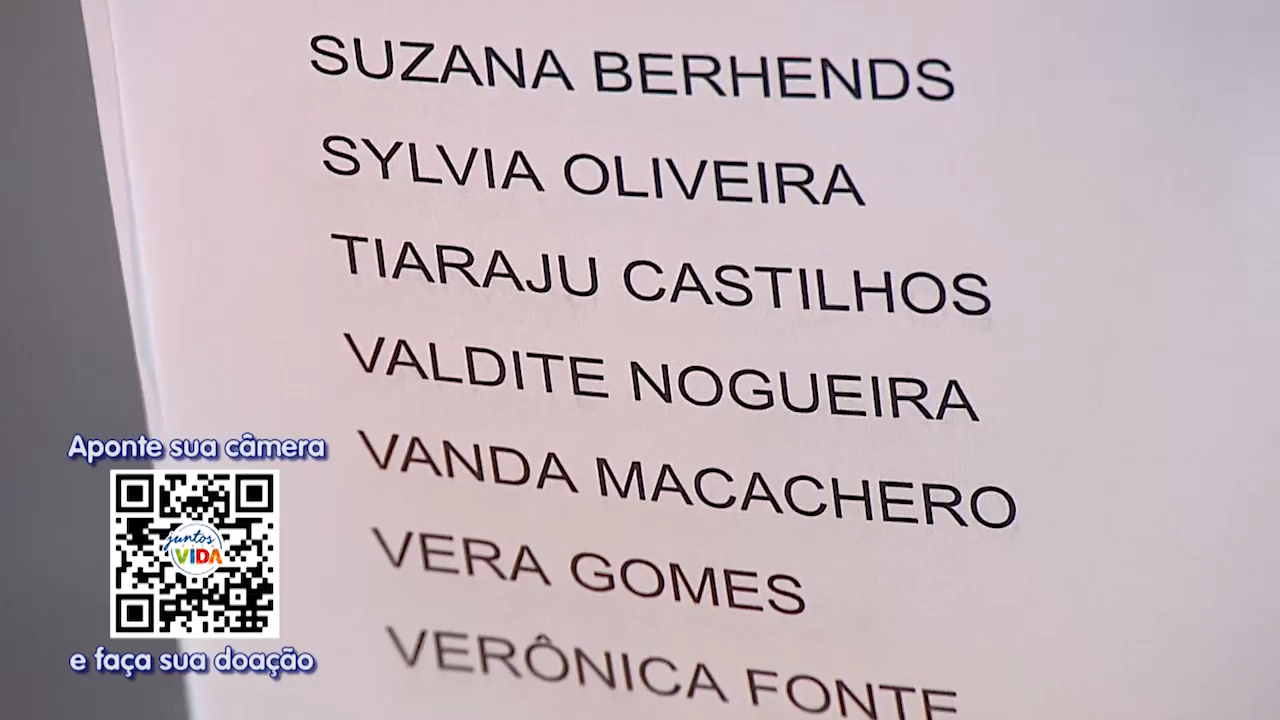 SUZANA BERHENDS
SYLVIA OLIVEIRA
TIARAJU CASTILHOS
VALDITE NOGUEIRA
VANDA MACACHERO
VERA GOMES
VERÔNICA FONTE
Aponte sua câmera
juntos
VIDA
e faça sua doação